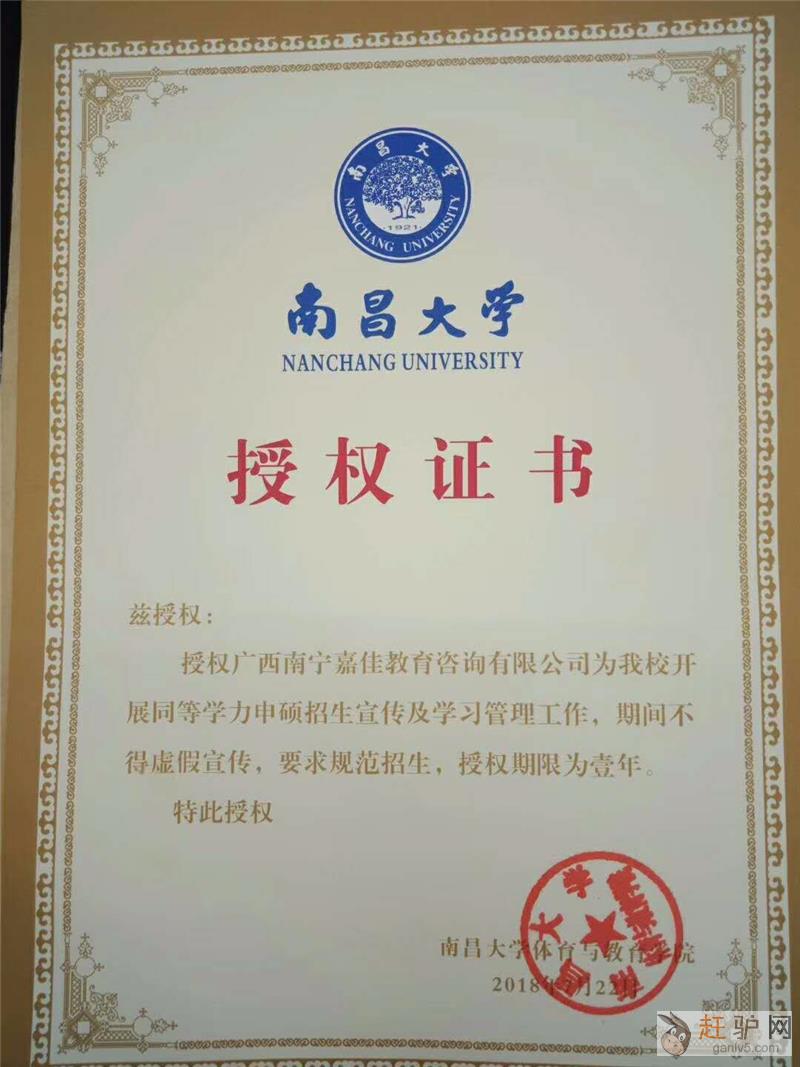 南昌大学
NANCHANG UNIVERSITY
·1921·
南昌大学
NANCHANG UNIVERSITY
授权证书
兹授权:
授权广西南宁嘉佳教育咨询有限公司为我校开
展同等学力申硕招生宣传及学习管理工作,期间不
得虚假宣传,要求规范招生,授权期限为壹年。
特此授权
南昌大学体育与教育学院
2018年7月22日
赶驴网
ganlv5.com